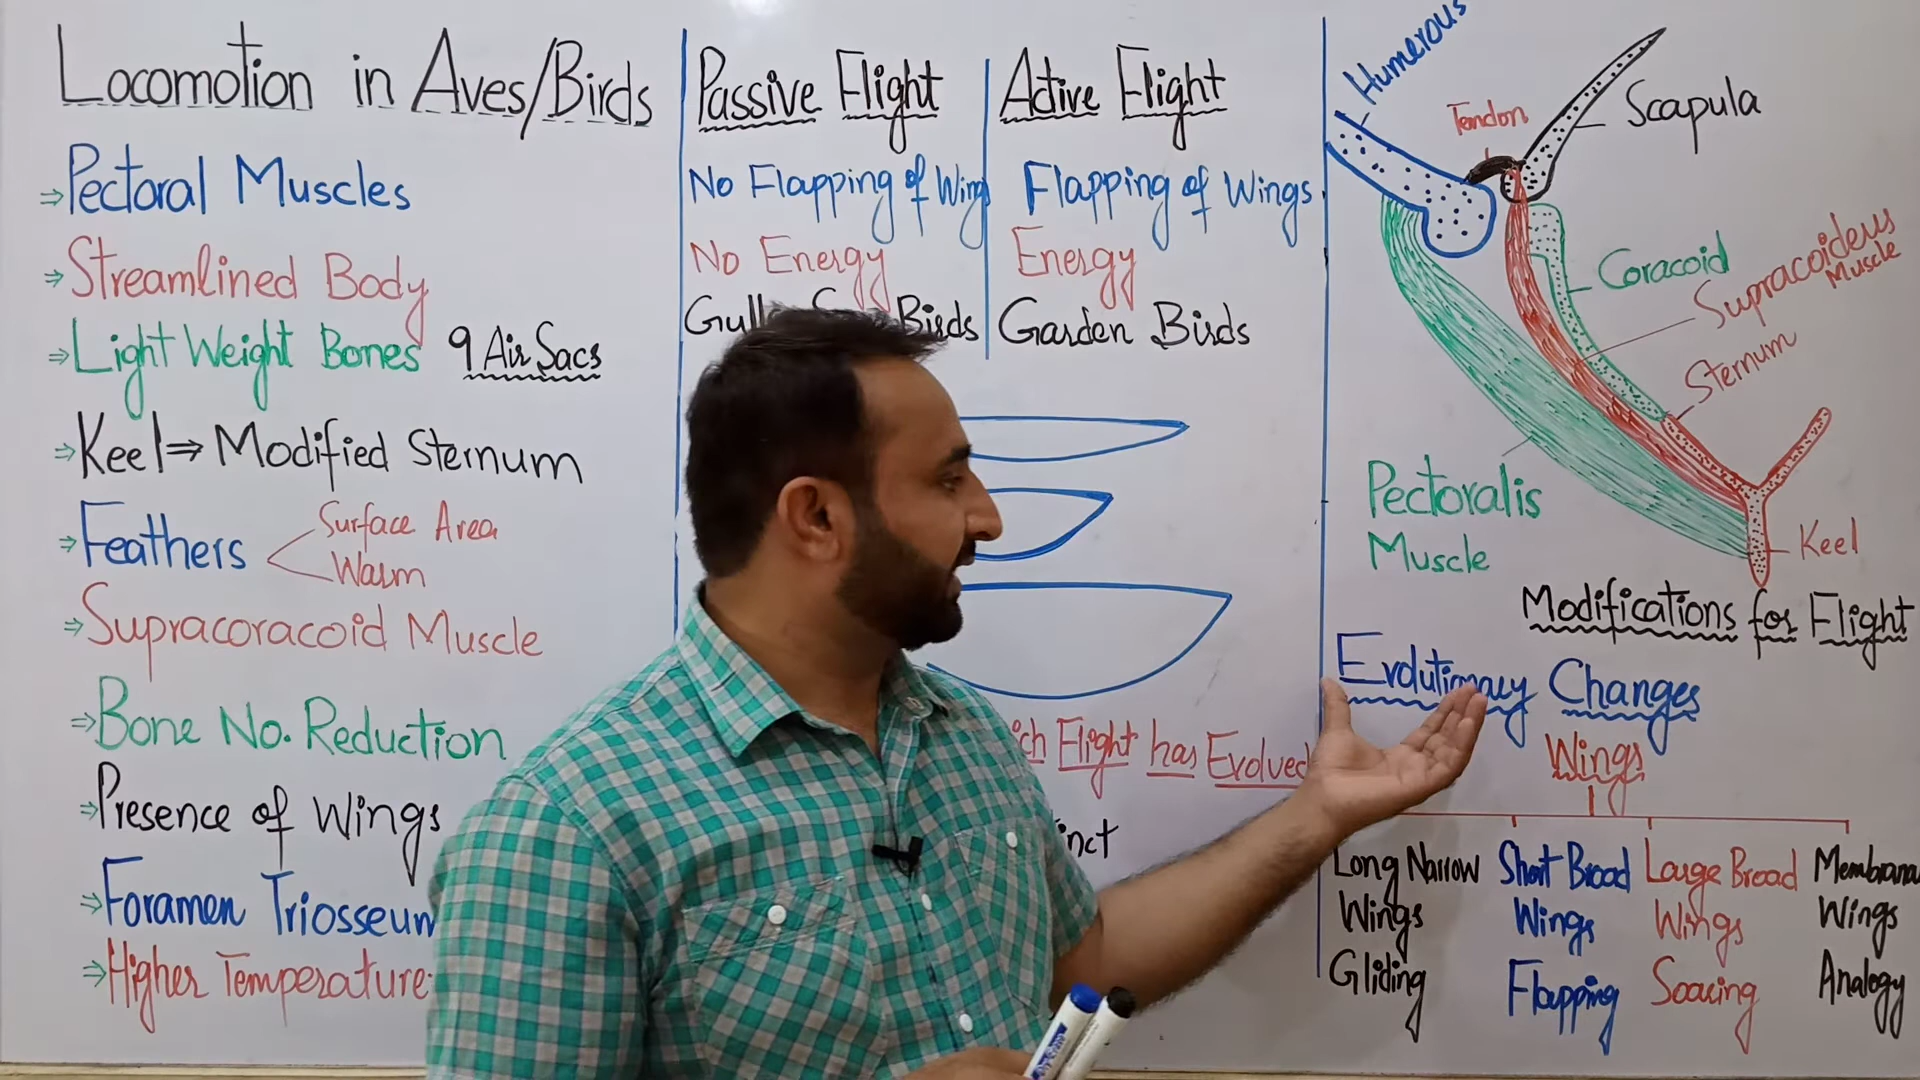 Locomotion in Aves/Birds
⇒Pectoral Muscles
⇒Streamlined Body
⇒Light Weight Bones 9 Air Sacs
⇒Keel⇒Modified Sternum
⇒Feathers
Surface Area
Warm
⇒Supracoracoid Muscle
⇒Bone No. Reduction
⇒Presence of Wings
⇒Foramen Triosseum
⇒Higher Temperature
Passive Flight
No Flapping of Wings
No Energy
Birds
Active Flight
Flapping of Wings
Energy
Garden Birds
Flight has Evolved
Humerous
Tendon
Scapula
Coracoid
Supracoiderus
Muscle
Sternum
Pectoralis
Muscle
Keel
Modifications for Flight
Evolutionary Changes
Wings
Long Narrow
Wings
Gliding
Short Broad
Wings
Flapping
Large Broad
Wings
Soaring
Membrana
Wings
Analogy